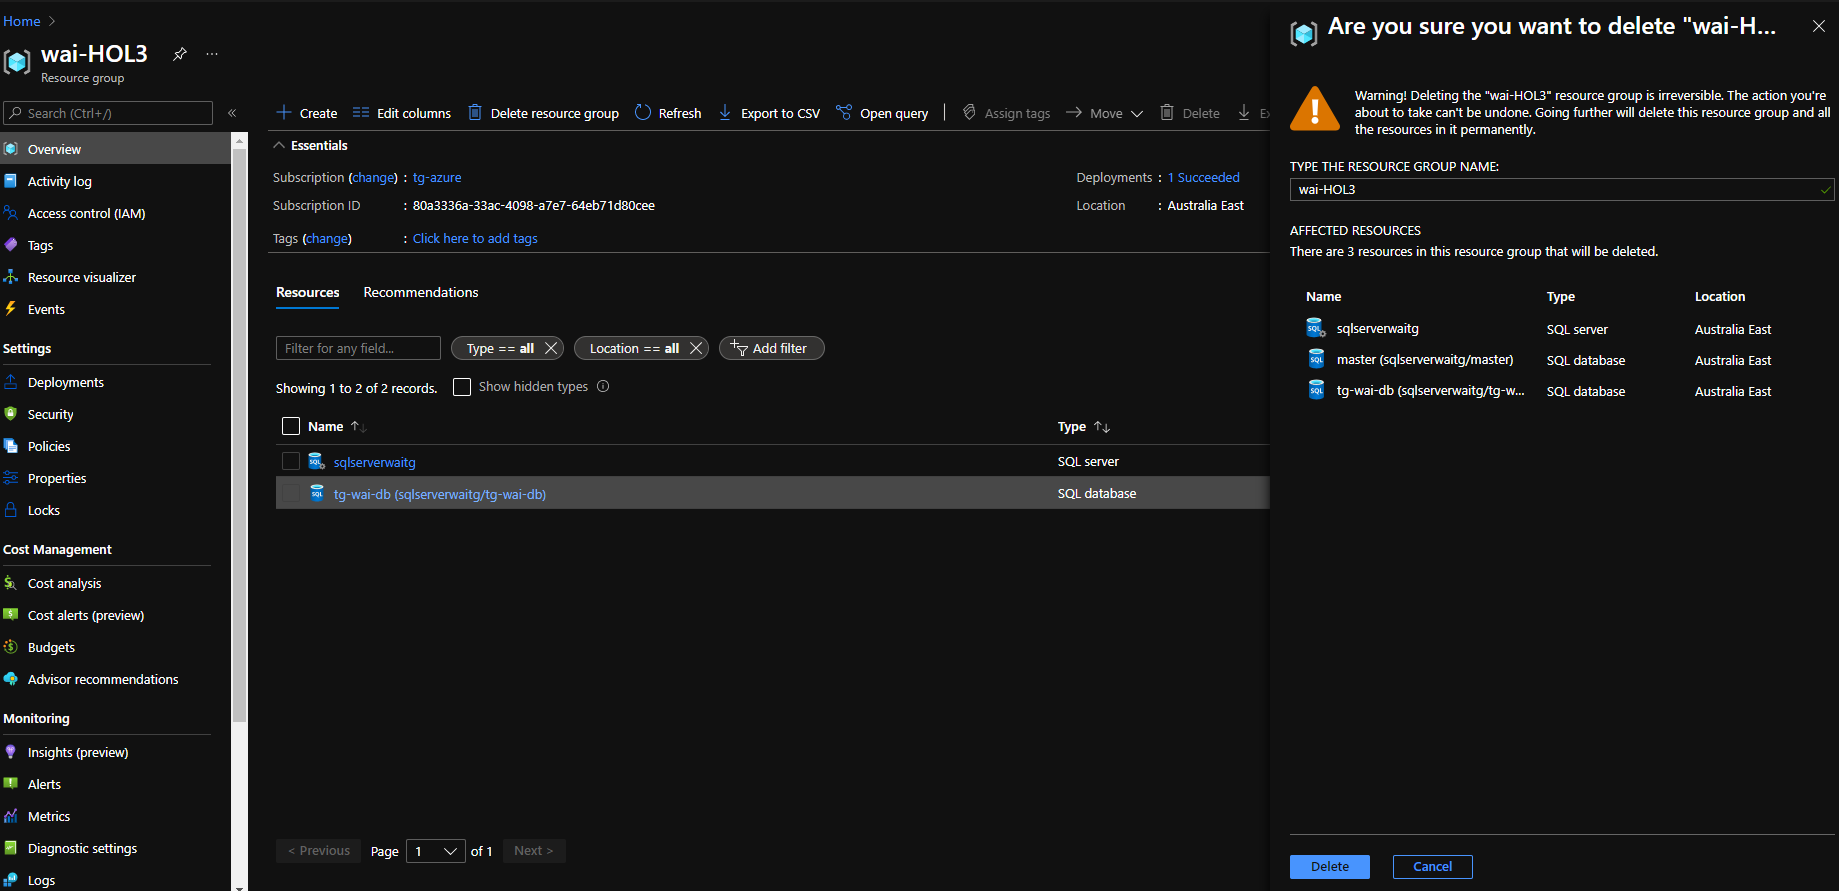 Home >
wai-HOL3
Resource group
Search (Ctrl+/)
«
Overview
Activity log
Access control (IAM)
Tags
Resource visualizer
Events
Settings
Deployments
Security
Policies
Properties
Locks
Cost Management
Cost analysis
Cost alerts (preview)
Budgets
Advisor recommendations
Monitoring
Insights (preview)
Alerts
Metrics
Diagnostic settings
Logs
Create Edit columns Delete resource group Refresh Export to CSV Open query Assign tags Move Delete
Essentials
Subscription (change) : tg-azure
Subscription ID : 80a3336a-33ac-4098-a7e7-64eb71d80cee
Tags (change) : Click here to add tags
Deployments : 1 Succeeded
Location : Australia East
Resources Recommendations
Filter for any field... Type == all Location == all Add filter
Showing 1 to 2 of 2 records. Show hidden types
Name Type
sqlserverwaitg SQL server
tg-wai-db (sqlserverwaitg/tg-wai-db) SQL database
< Previous Page 1 of 1 Next >
Are you sure you want to delete "wai-H...
Warning! Deleting the "wai-HOL3" resource group is irreversible. The action you're
about to take can't be undone. Going further will delete this resource group and all
the resources in it permanently.
TYPE THE RESOURCE GROUP NAME:
wai-HOL3
AFFECTED RESOURCES
There are 3 resources in this resource group that will be deleted.
Name Type Location
sqlserverwaitg SQL server Australia East
master (sqlserverwaitg/master) SQL database Australia East
tg-wai-db (sqlserverwaitg/tg-w... SQL database Australia East
Delete Cancel